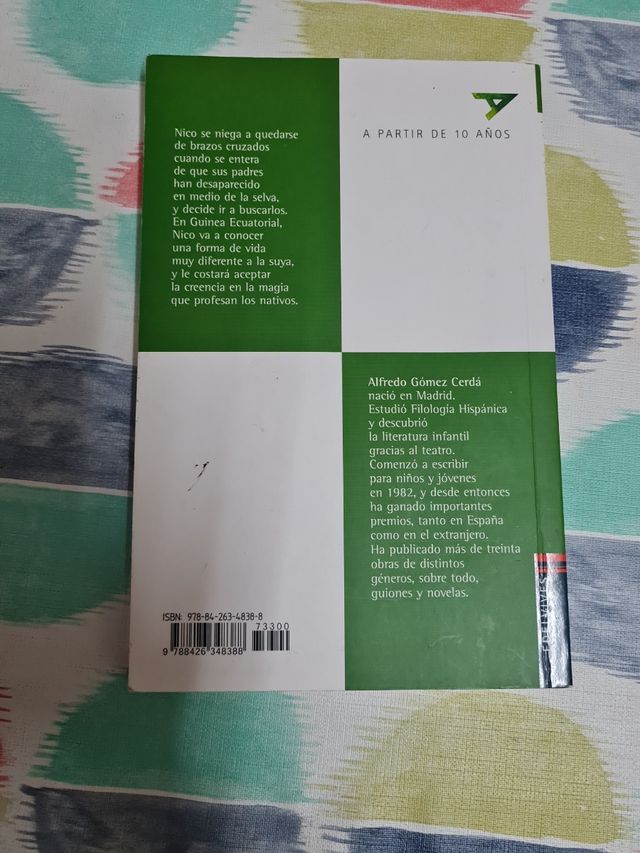 Nico se niega a quedarse
de brazos cruzados
cuando se entera
de que sus padres
han desaparecido
en medio de la selva,
y decide ir a buscarlos.
En Guinea Ecuatorial,
Nico va a conocer
una forma de vida
muy diferente a la suya,
y le costará aceptar
la creencia en la magia
que profesan los nativos.
A PARTIR DE 10 AÑOS
Alfredo Gómez Cerdá
nació en Madrid.
Estudió Filología Hispánica
y descubrió
la literatura infantil
gracias al teatro.
Comenzó a escribir
para niños y jóvenes
en 1982, y desde entonces
ha ganado importantes
premios, tanto en España
como en el extranjero.
Ha publicado más de treinta
obras de distintos
géneros, sobre todo,
guiones y novelas.
ISBN: 978-84-263-4838-8
73300
9 788426 348388